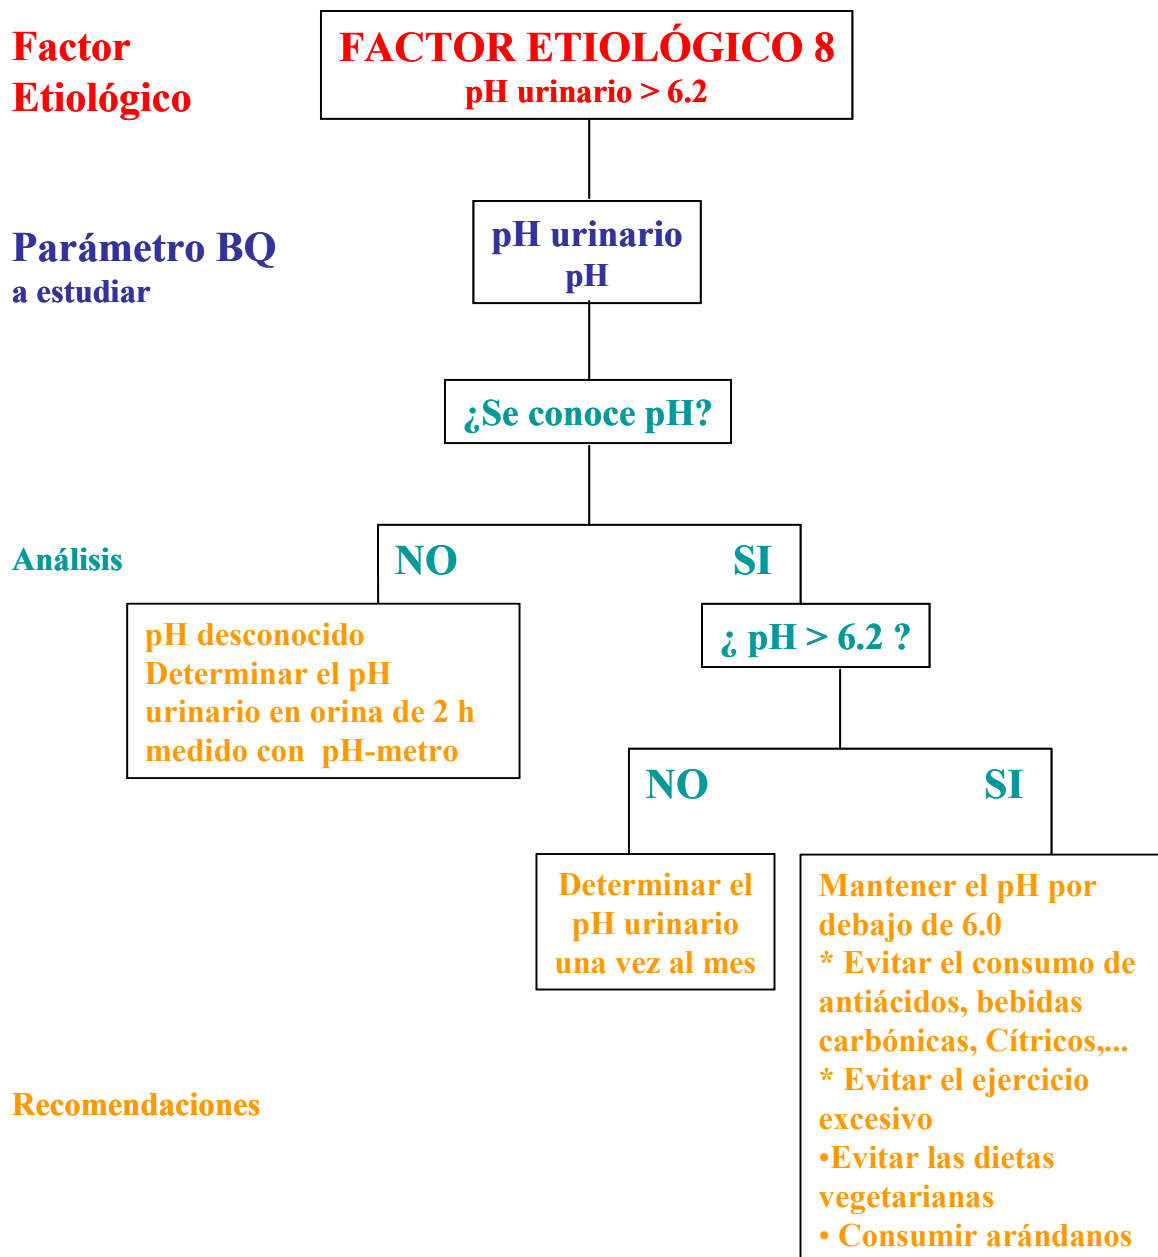 Factor
Etiológico
FACTOR ETIOLÓGICO 8
pH urinario > 6.2
Parámetro BQ
a estudiar
pH urinario
pH
¿Se conoce pH?
Análisis
NO
SI
pH desconocido
Determinar el pH
urinario en orina de 2 h
medido con pH-metro
¿ pH > 6.2 ?
NO
SI
Determinar el
pH urinario
una vez al mes
Mantener el pH por
debajo de 6.0
* Evitar el consumo de
antiácidos, bebidas
carbónicas, Cítricos,...
* Evitar el ejercicio
excesivo
•Evitar las dietas
vegetarianas
• Consumir arándanos
Recomendaciones